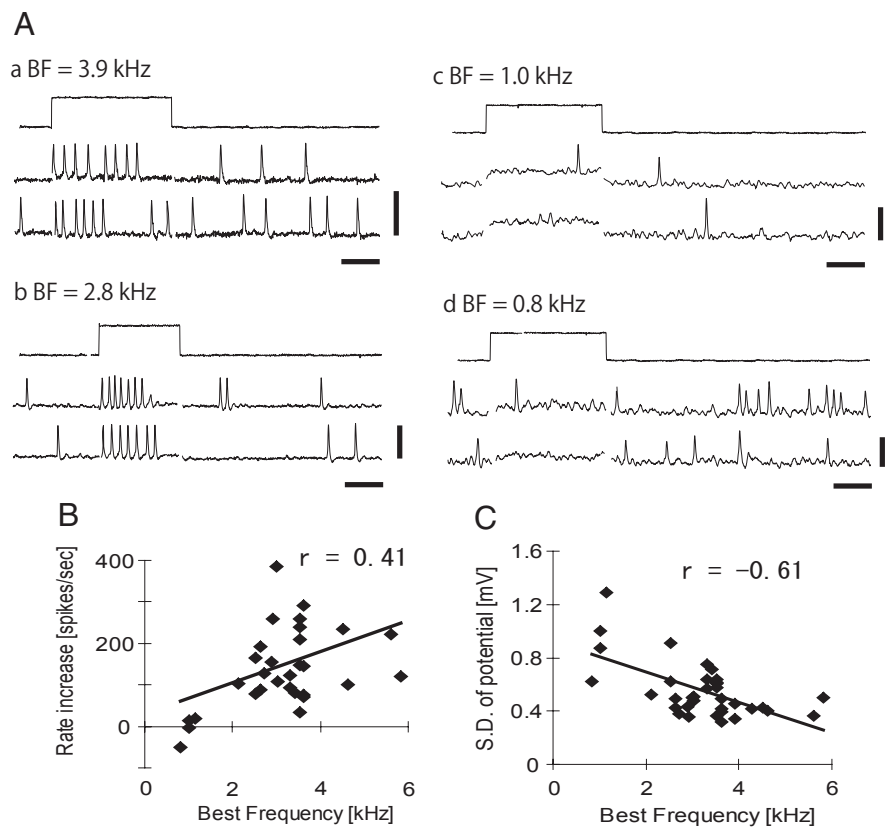 A
a BF = 3.9 kHz
c BF = 1.0 kHz
b BF = 2.8 kHz
d BF = 0.8 kHz
B
r = 0.41
Rate increase [spikes/sec]
400
200
0
0 2 4 6
Best Frequency [kHz]
C
r = -0.61
S.D. of potential [mV]
1.6
1.2
0.8
0.4
0
0 2 4 6
Best Frequency [kHz]